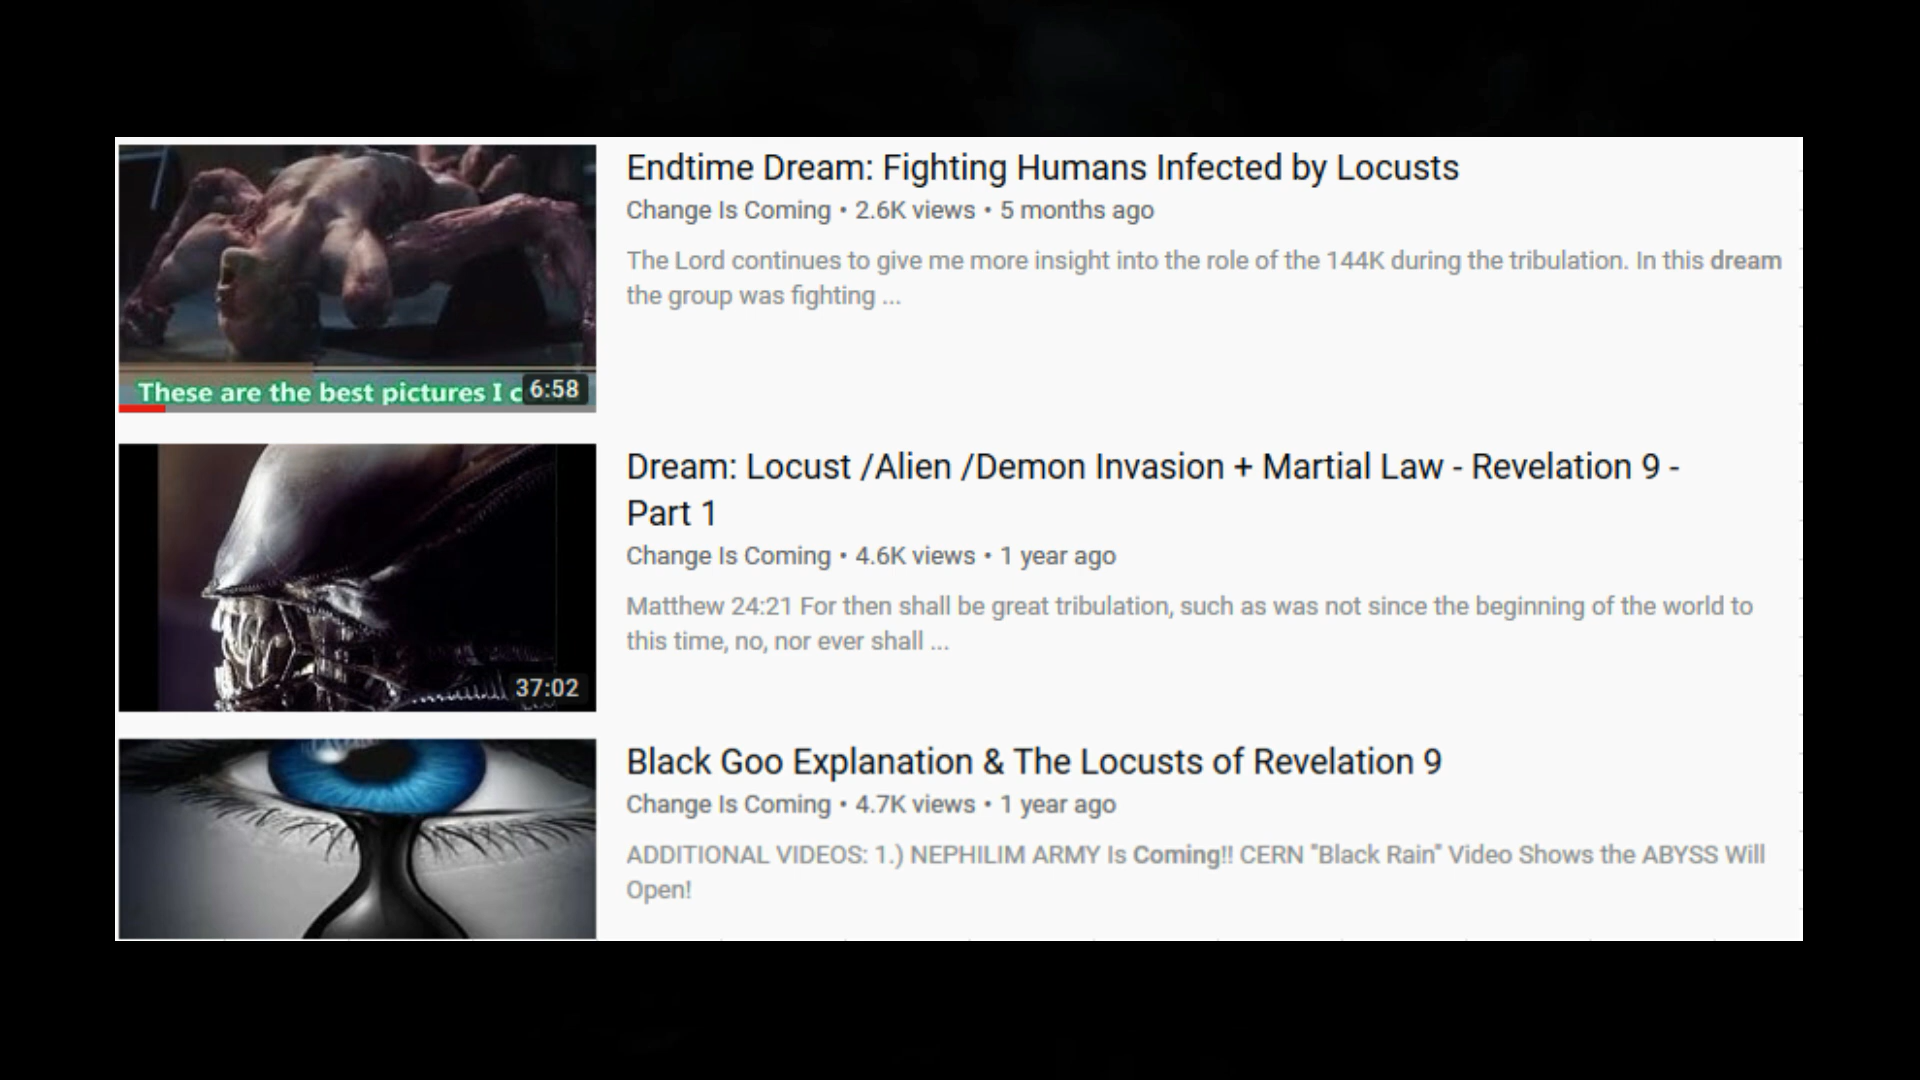 Endtime Dream: Fighting Humans Infected by Locusts
Change Is Coming • 2.6K views • 5 months ago
The Lord continues to give me more insight into the role of the 144K during the tribulation. In this dream
the group was fighting ...
These are the best pictures I c
6:58
Dream: Locust /Alien /Demon Invasion + Martial Law - Revelation 9 -
Part 1
Change Is Coming • 4.6K views • 1 year ago
Matthew 24:21 For then shall be great tribulation, such as was not since the beginning of the world to
this time, no, nor ever shall ...
37:02
Black Goo Explanation & The Locusts of Revelation 9
Change Is Coming • 4.7K views • 1 year ago
ADDITIONAL VIDEOS: 1.) NEPHILIM ARMY Is Coming!! CERN "Black Rain" Video Shows the ABYSS Will
Open!